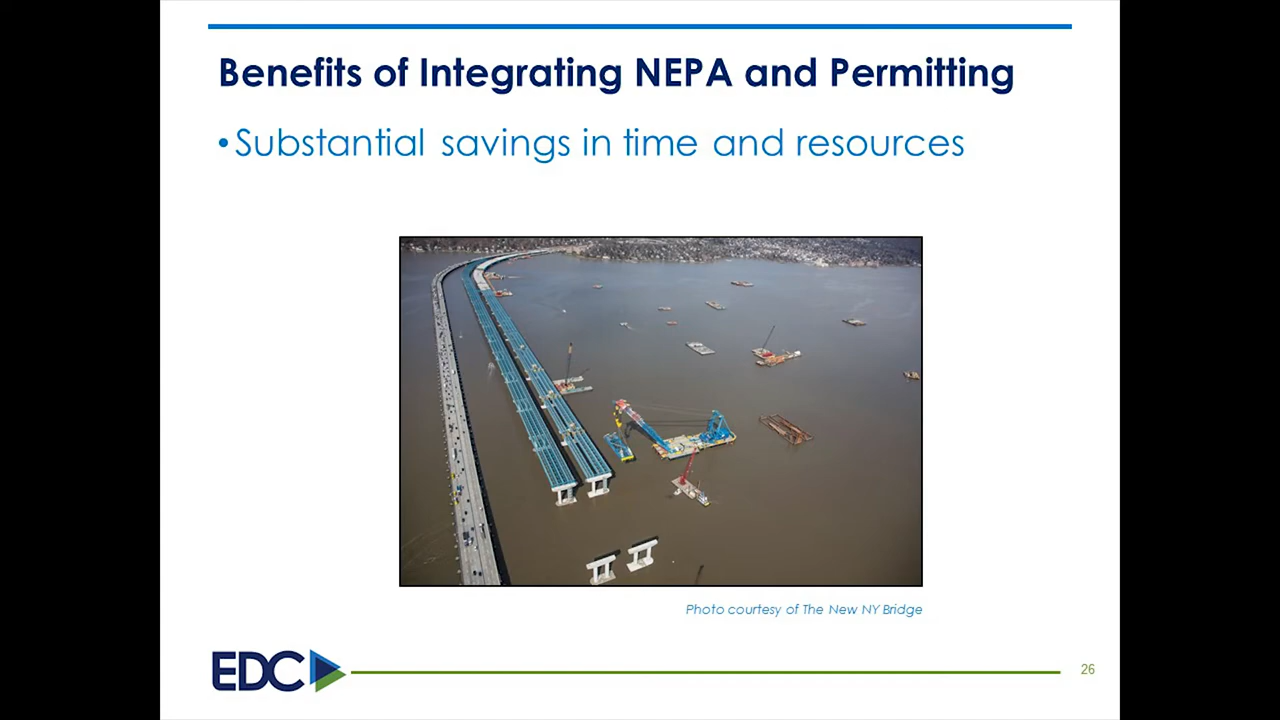 Benefits of Integrating NEPA and Permitting
•Substantial savings in time and resources
Photo courtesy of The New NY Bridge
EDC
26